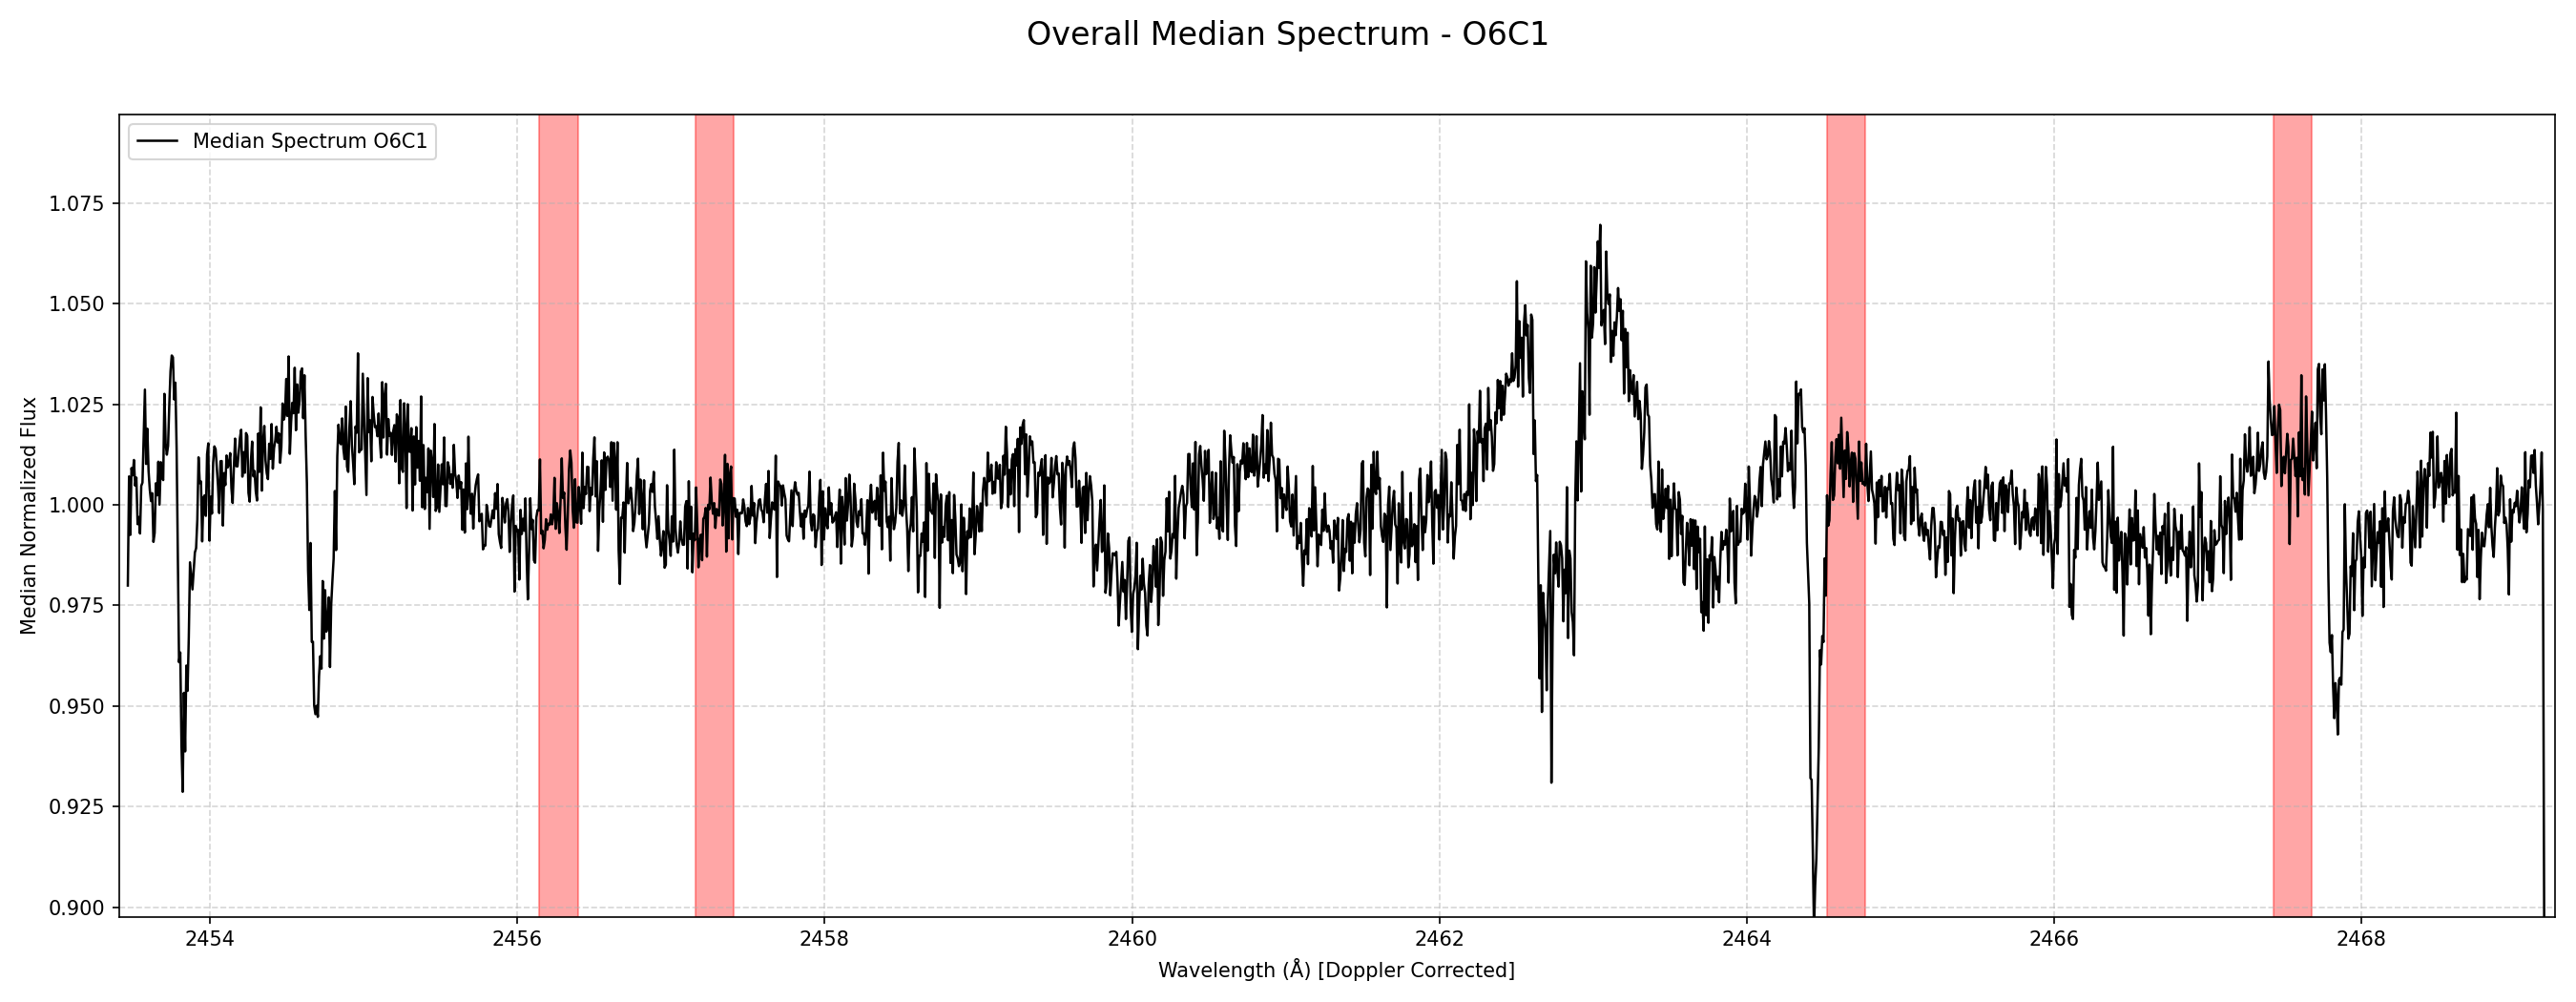 Overall Median Spectrum - O6C1
Median Spectrum O6C1
Median Normalized Flux
1.075
1.050
1.025
1.000
0.975
0.950
0.925
0.900
2454 2456 2458 2460 2462 2464 2466 2468
Wavelength (Å) [Doppler Corrected]